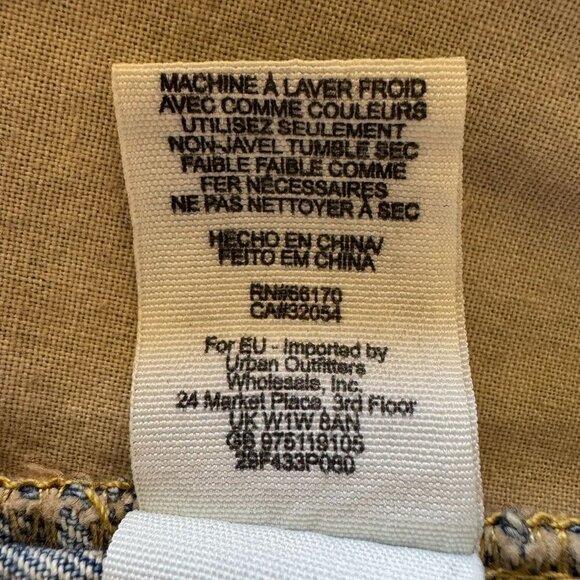 MACHINE À LAVER FROID
AVEC COMME COULEURS
UTILISEZ SEULEMENT
NON-JAVEL TUMBLE SEC
FAIBLE FAIBLE COMME
FER NÉCESSAIRES
NE PAS NETTOYER À SEC
HECHO EN CHINA/
FEITO EM CHINA
RN#66170
CA#32054
For EU - Imported by
Urban Outfitters
Wholesale, Inc.
24 Market Place, 3rd Floor
UK W1W 8AN
GB 975119105
29F433P060